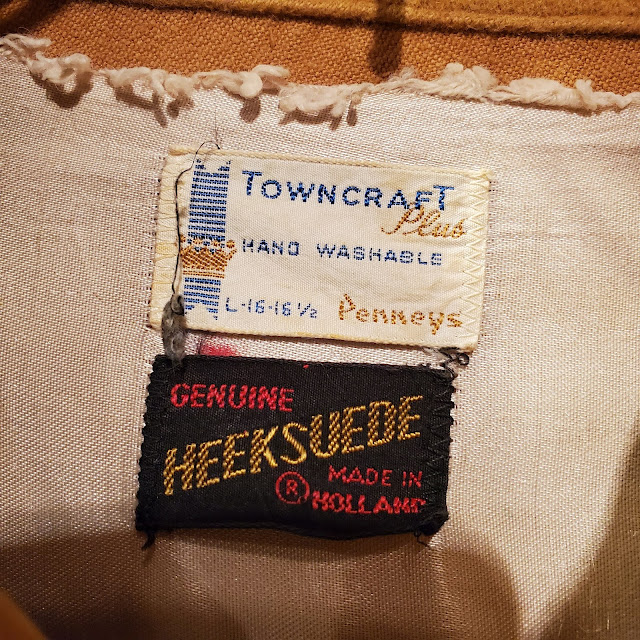 TOWNCRAFT
Plus
HAND WASHABLE
L-16-16½ Penneys
GENUINE
HEEKSUEDE
® MADE IN
HOLLAND